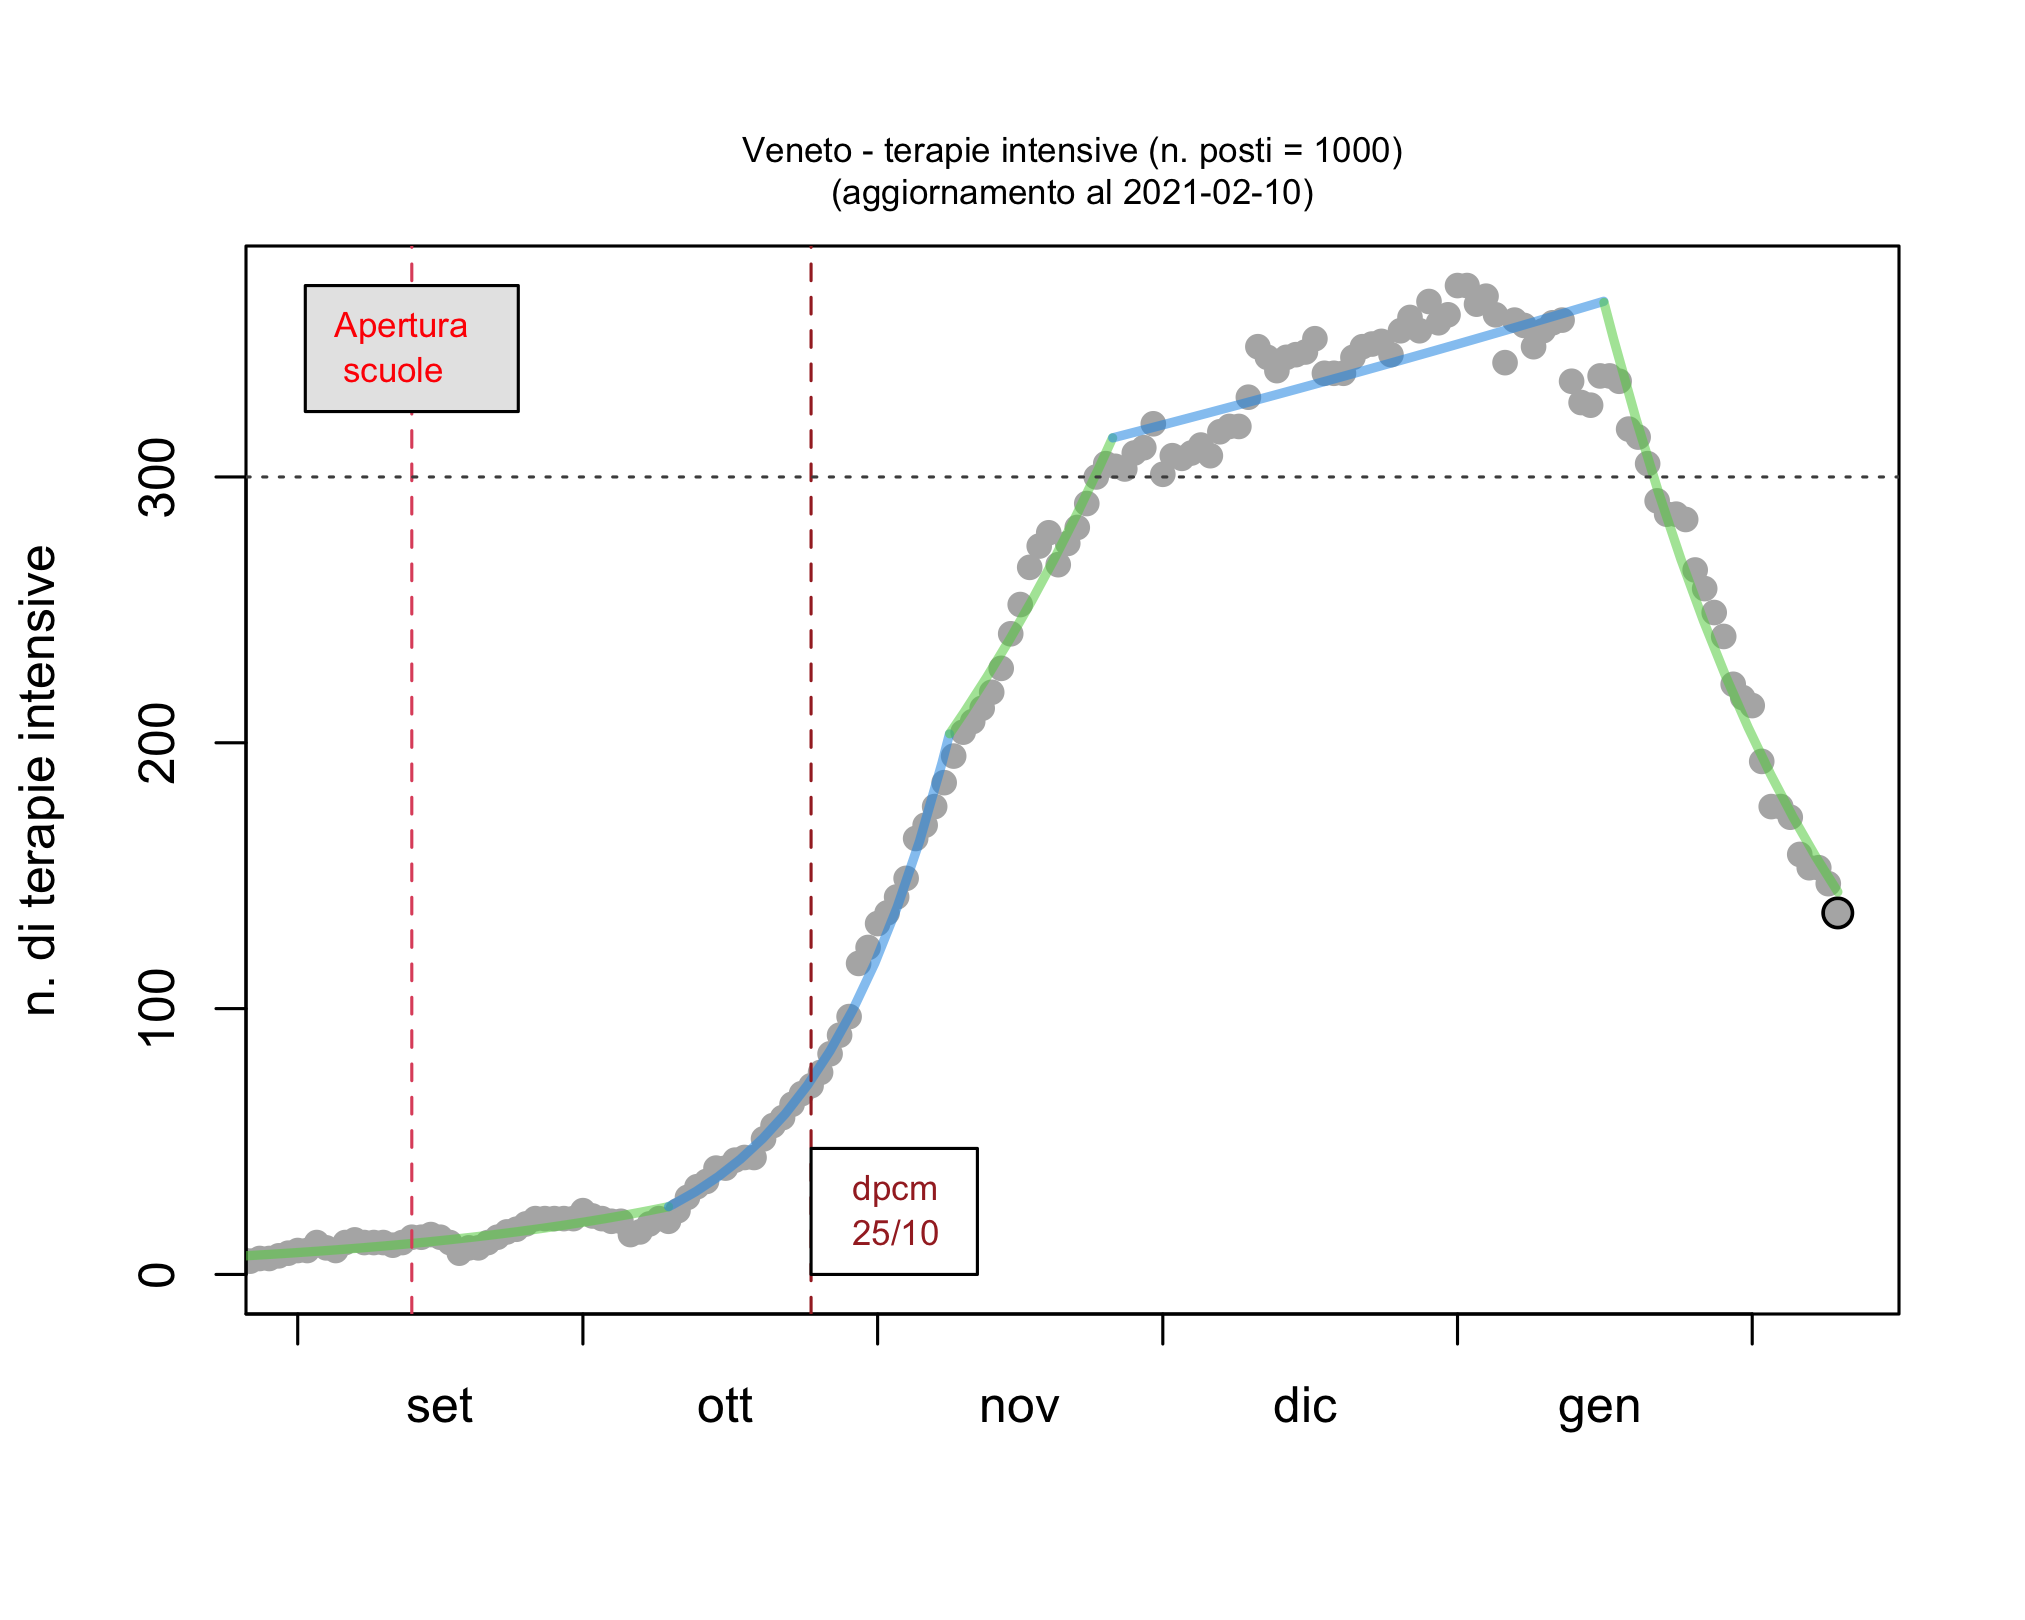 Veneto - terapie intensive (n. posti = 1000)
(aggiornamento al 2021-02-10)
Apertura
scuole
n. di terapie intensive
300
200
100
0
dpcm
25/10
set
ott
nov
dic
gen